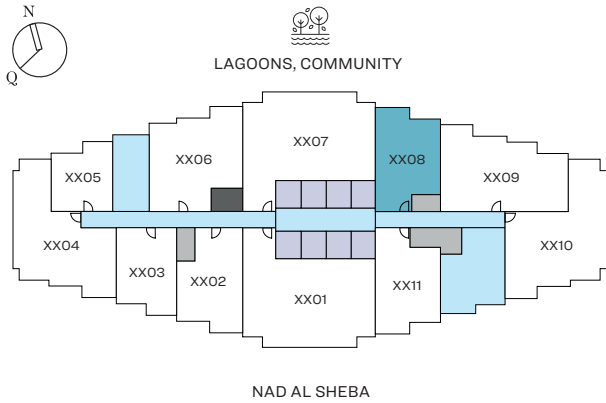 N
Q
LAGOONS, COMMUNITY
XX07
XX06
XX08
XX05
XX09
XX04
XX10
XX03
XX02
XX01
XX11
NAD AL SHEBA